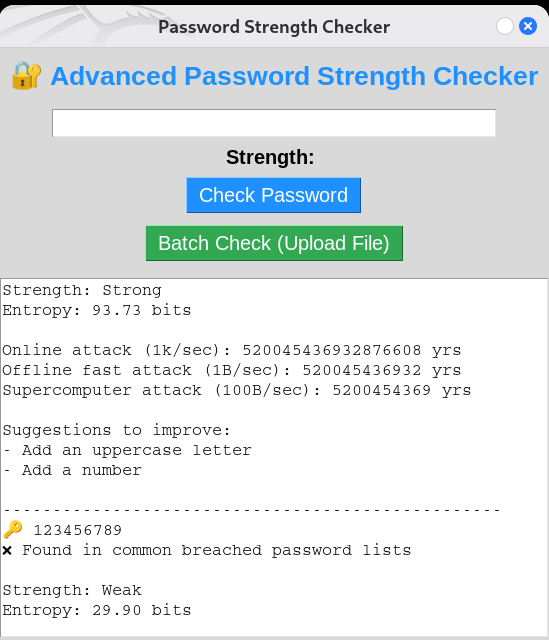 Password Strength Checker
🔐 Advanced Password Strength Checker
Strength:
Check Password
Batch Check (Upload File)
Strength: Strong
Entropy: 93.73 bits
Online attack (1k/sec): 520045436932876608 yrs
Offline fast attack (1B/sec): 520045436932 yrs
Supercomputer attack (100B/sec): 5200454369 yrs
Suggestions to improve:
- Add an uppercase letter
- Add a number
--------------------------------------------------
🔑 123456789
❌ Found in common breached password lists
Strength: Weak
Entropy: 29.90 bits